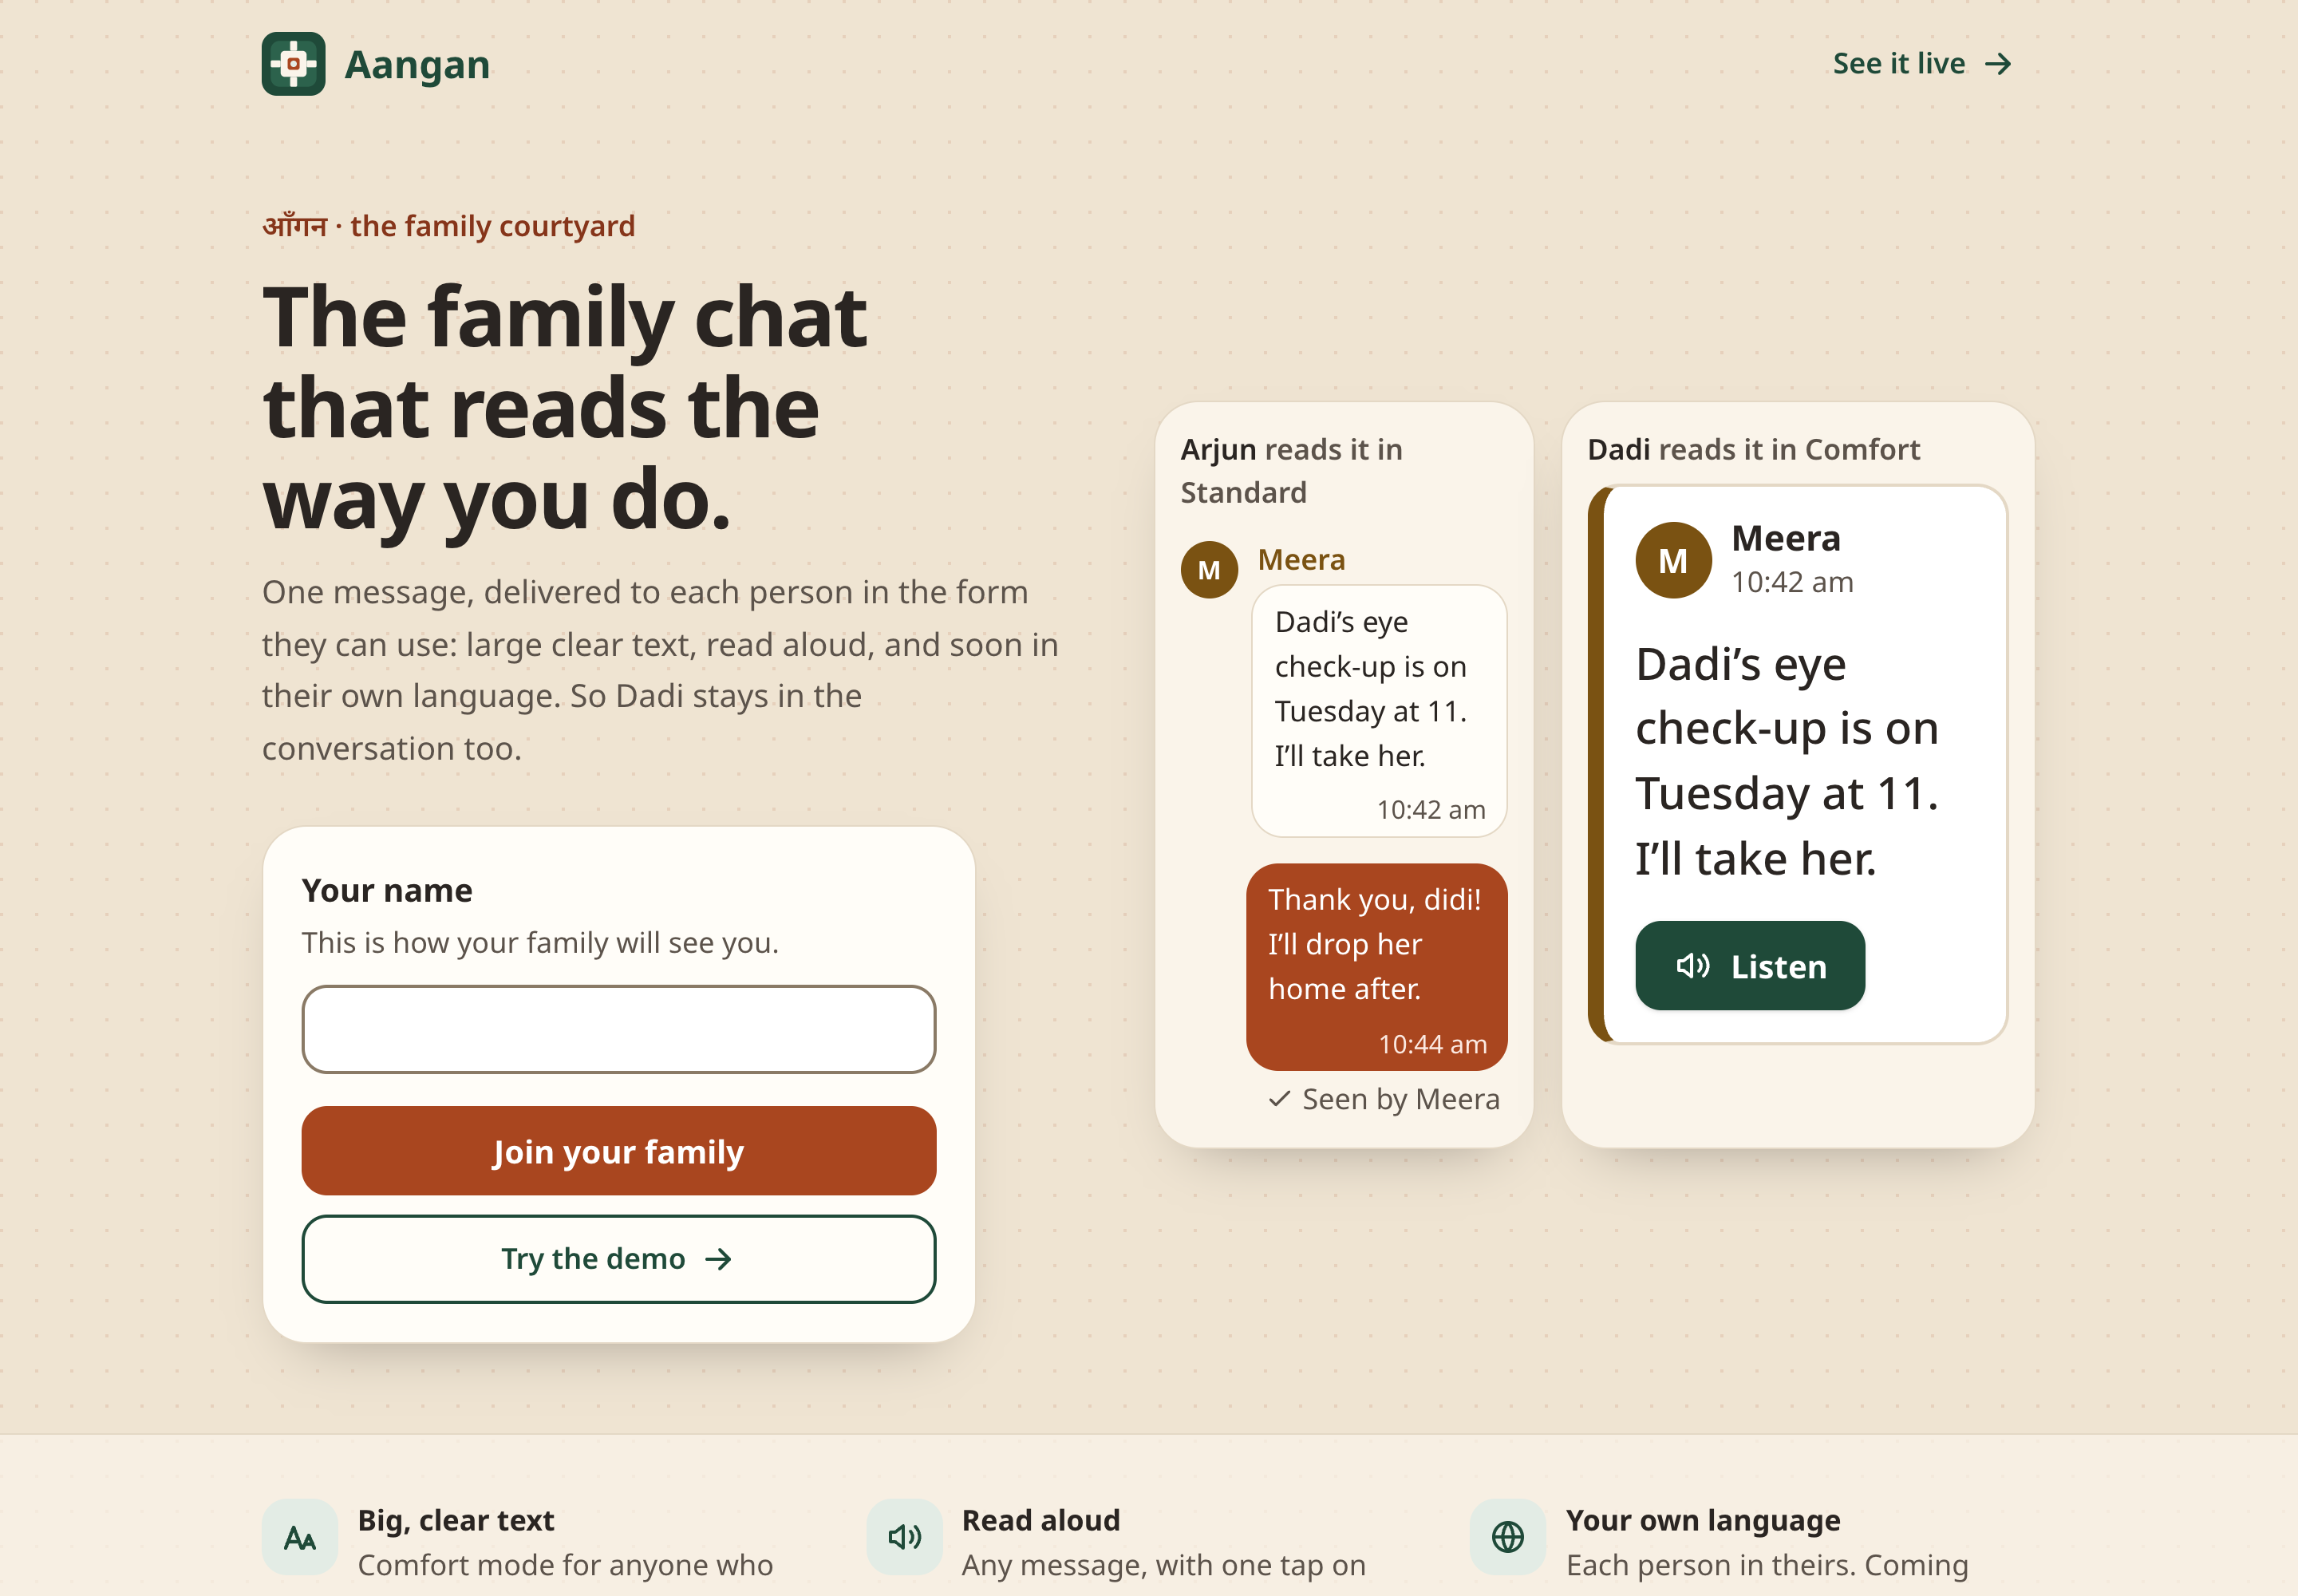 Aangan
See it live
आँगन · the family courtyard
The family chat
that reads the
way you do.
One message, delivered to each person in the form
they can use: large clear text, read aloud, and soon in
their own language. So Dadi stays in the
conversation too.
Your name
This is how your family will see you.
Join your family
Try the demo
Arjun reads it in
Standard
M
Meera
Dadi’s eye
check-up is on
Tuesday at 11.
I’ll take her.
10:42 am
Thank you, didi!
I’ll drop her
home after.
10:44 am
Seen by Meera
Dadi reads it in Comfort
M
Meera
10:42 am
Dadi’s eye
check-up is on
Tuesday at 11.
I’ll take her.
Listen
AA
Big, clear text
Comfort mode for anyone who
Read aloud
Any message, with one tap on
Your own language
Each person in theirs. Coming